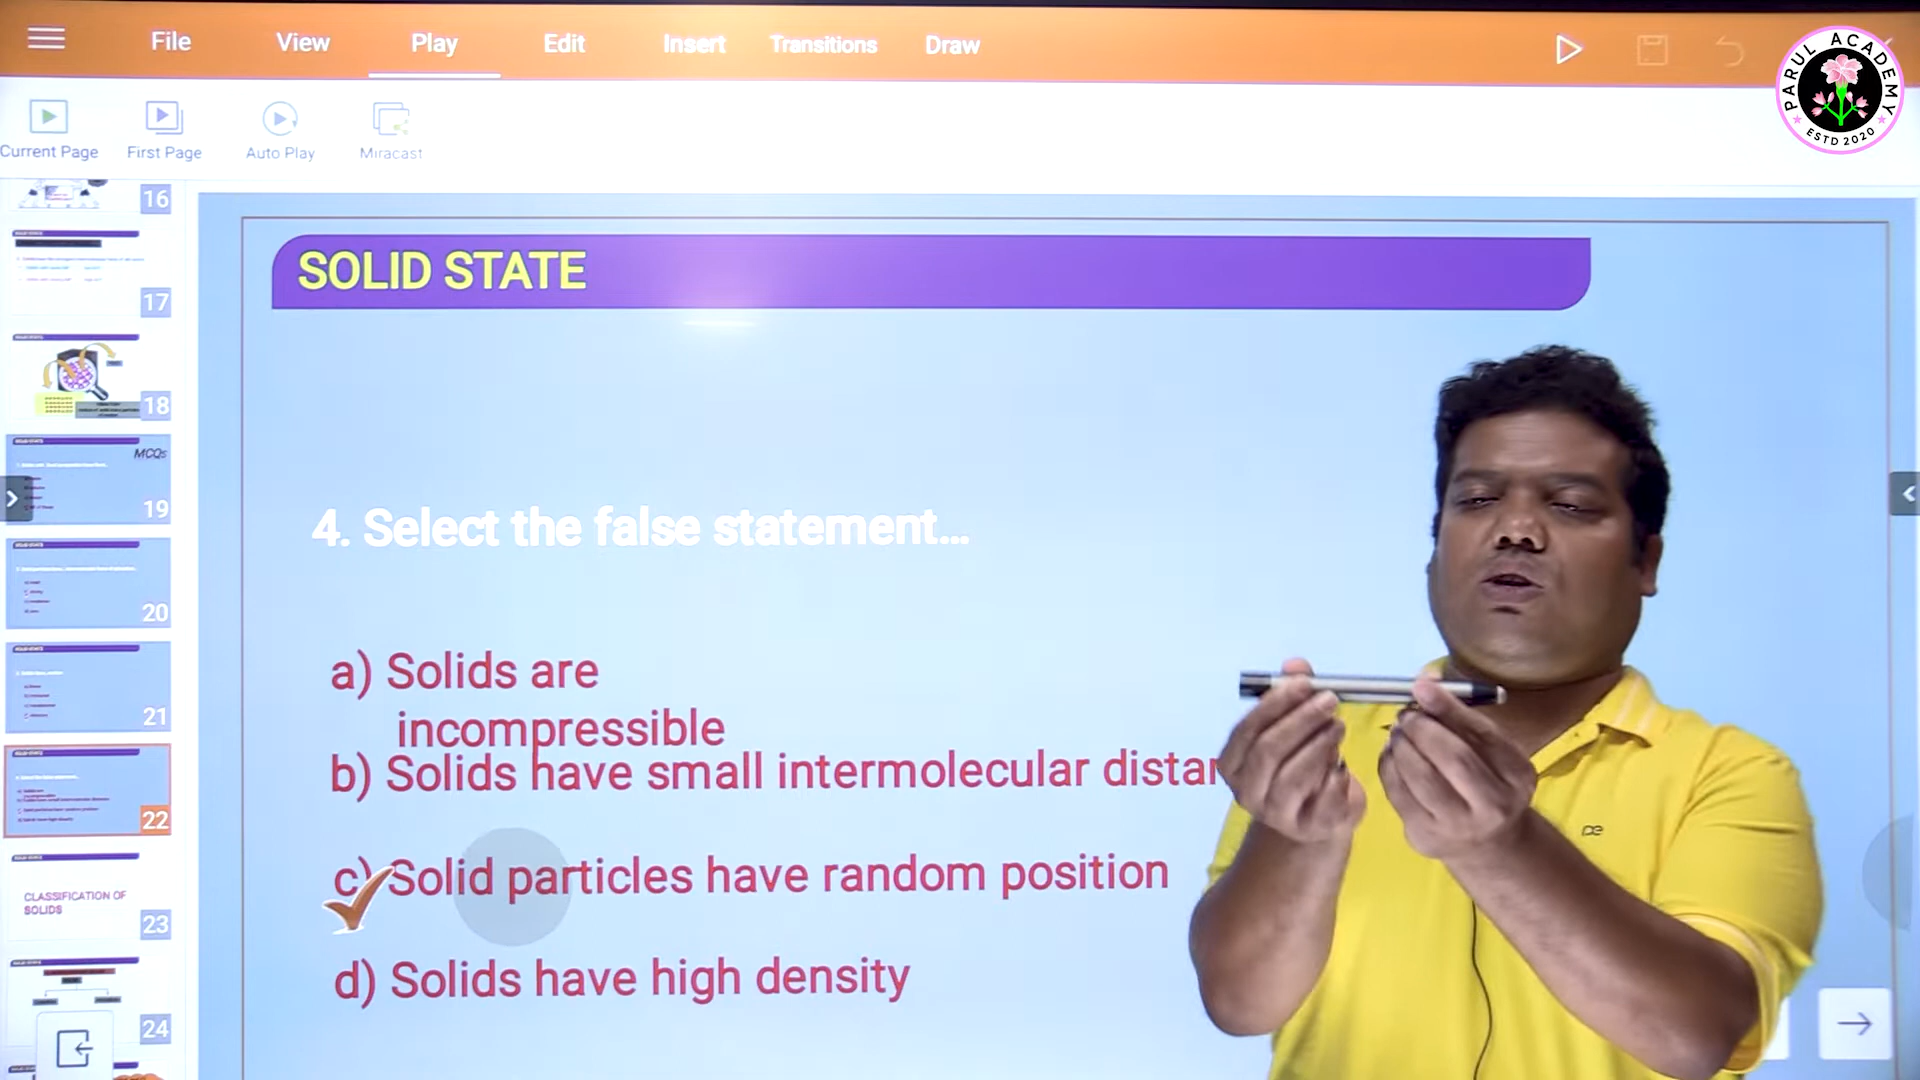 File View Play Edit Insert Transitions Draw
PARUL ACADEMY
ESTD 2020
Current Page First Page Auto Play Miracast
16
17
18
MCQs
19
20
21
22
CLASSIFICATION OF
SOLIDS
23
24
SOLID STATE
4. Select the false statement...
a) Solids are
incompressible
b) Solids have small intermolecular distan
c) Solid particles have random position
d) Solids have high density